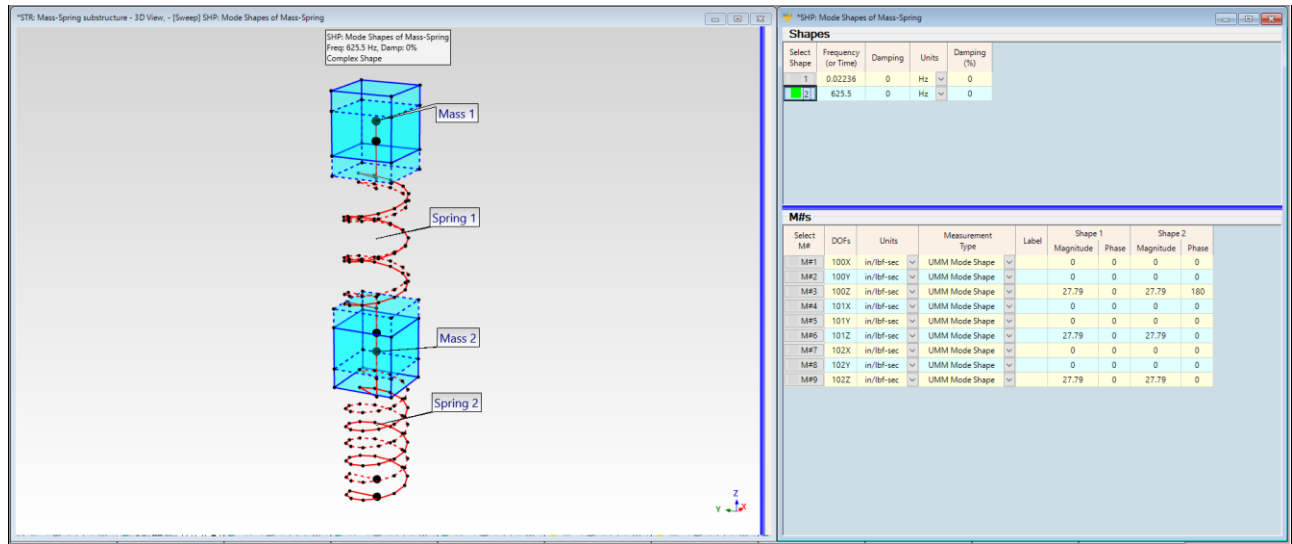 *STR: Mass-Spring substructure - 3D View, - [Sweep] SHP: Mode Shapes of Mass-Spring
SHP: Mode Shapes of Mass-Spring
Freq: 625.5 Hz, Damp: 0%
Complex Shape
Mass 1
Spring 1
Mass 2
Spring 2
Z
Y X
*SHP: Mode Shapes of Mass-Spring
Shapes
Select Shape Frequency (or Time) Damping Units Damping (%)
1 0.02236 0 Hz 0
2 625.5 0 Hz 0
M#s
Select M# DOFs Units Measurement Type Label Shape 1 Shape 2
Magnitude Phase Magnitude Phase
M#1 100X in/lbf-sec UMM Mode Shape 0 0 0 0
M#2 100Y in/lbf-sec UMM Mode Shape 0 0 0 0
M#3 100Z in/lbf-sec UMM Mode Shape 27.79 0 27.79 180
M#4 101X in/lbf-sec UMM Mode Shape 0 0 0 0
M#5 101Y in/lbf-sec UMM Mode Shape 0 0 0 0
M#6 101Z in/lbf-sec UMM Mode Shape 27.79 0 27.79 0
M#7 102X in/lbf-sec UMM Mode Shape 0 0 0 0
M#8 102Y in/lbf-sec UMM Mode Shape 0 0 0 0
M#9 102Z in/lbf-sec UMM Mode Shape 27.79 0 27.79 0